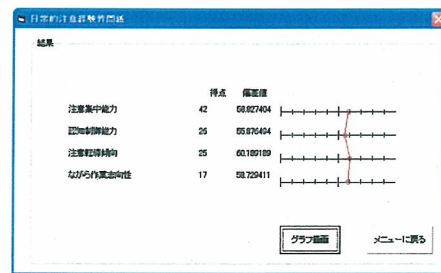 日常的注意経験質問紙
結果
得点 偏差値
注意集中能力 42 58.827404
認知制御能力 26 55.876494
注意転導傾向 25 60.189189
ながら作業志向性 17 58.729411
グラフ描画 メニューに戻る